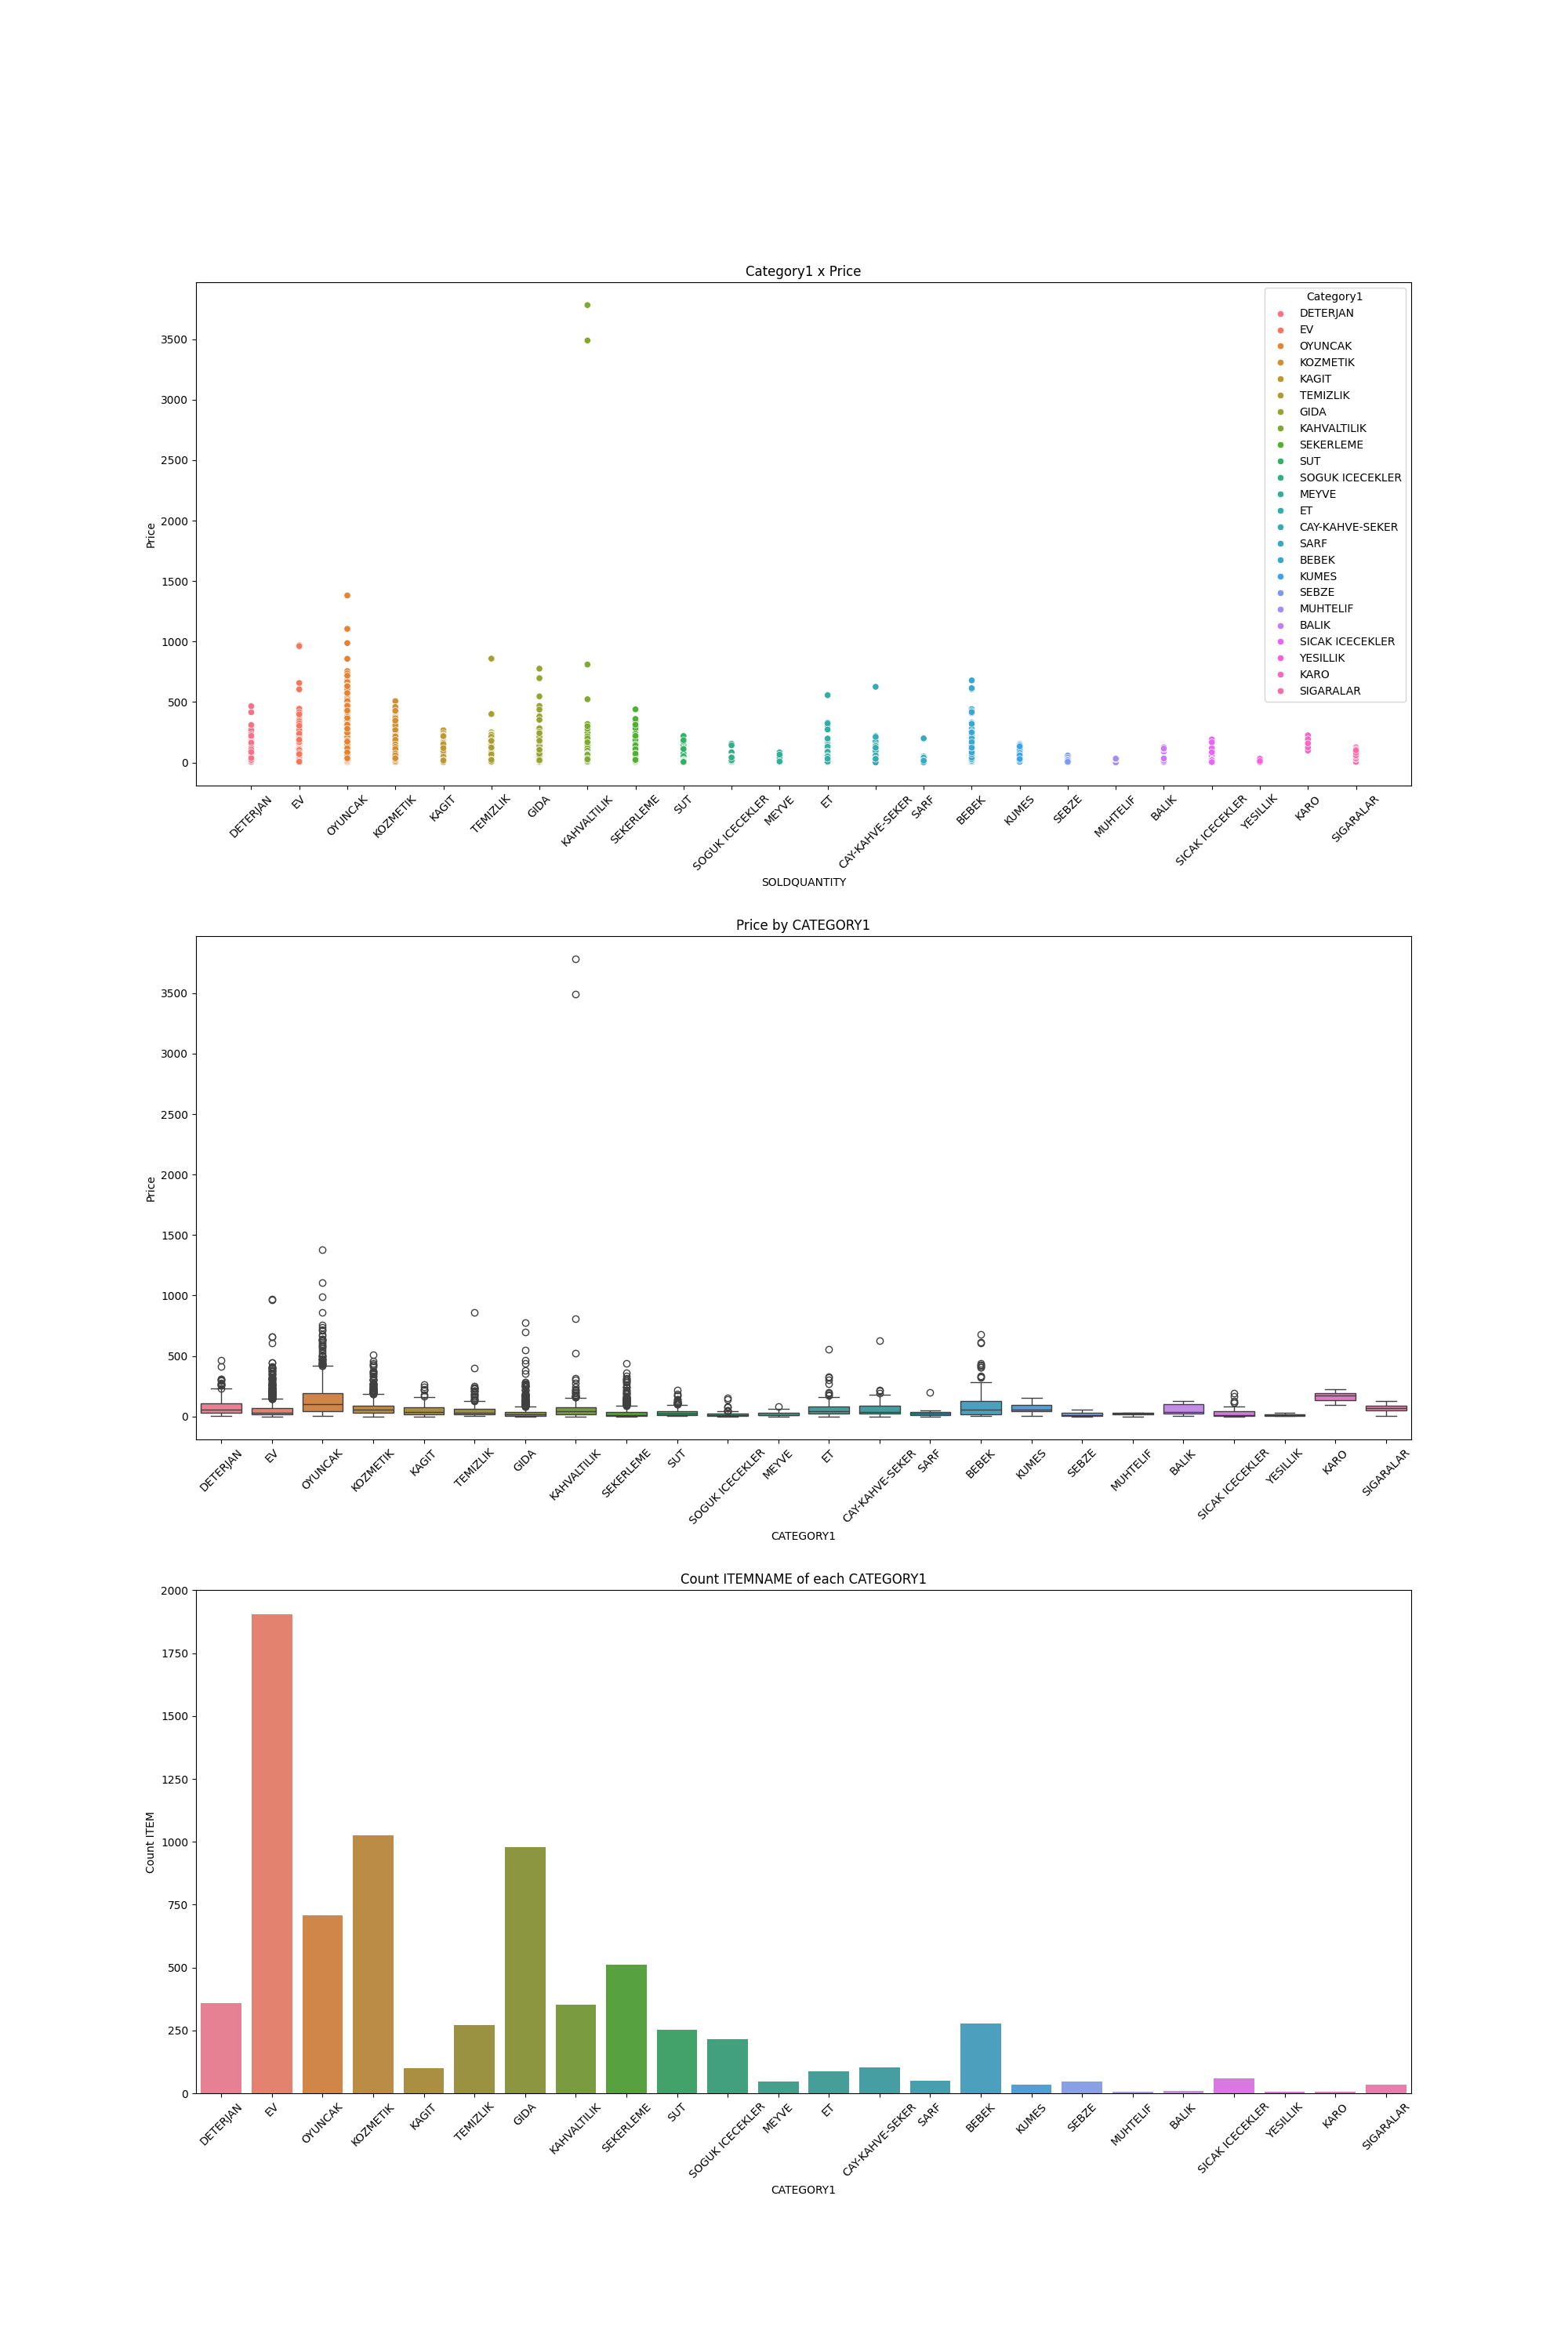 Category1 x Price
Price
3500
3000
2500
2000
1500
1000
500
0
Category1
DETERJAN
EV
OYUNCAK
KOZMETIK
KAGIT
TEMIZLIK
GIDA
KAHVALTILIK
SEKERLEME
SUT
SOGUK ICECEKLER
MEYVE
ET
CAY-KAHVE-SEKER
SARF
BEBEK
KUMES
SEBZE
MUHTELIF
BALIK
SICAK ICECEKLER
YESILLIK
KARO
SIGARALAR
DETERJAN
EV
OYUNCAK
KOZMETIK
KAGIT
TEMIZLIK
GIDA
KAHVALTILIK
SEKERLEME
SUT
SOGUK ICECEKLER
MEYVE
ET
CAY-KAHVE-SEKER
SARF
BEBEK
KUMES
SEBZE
MUHTELIF
BALIK
SICAK ICECEKLER
YESILLIK
KARO
SIGARALAR
SOLDQUANTITY
Price by CATEGORY1
Price
3500
3000
2500
2000
1500
1000
500
0
DETERJAN
EV
OYUNCAK
KOZMETIK
KAGIT
TEMIZLIK
GIDA
KAHVALTILIK
SEKERLEME
SUT
SOGUK ICECEKLER
MEYVE
ET
CAY-KAHVE-SEKER
SARF
BEBEK
KUMES
SEBZE
MUHTELIF
BALIK
SICAK ICECEKLER
YESILLIK
KARO
SIGARALAR
CATEGORY1
Count ITEMNAME of each CATEGORY1
Count ITEM
2000
1750
1500
1250
1000
750
500
250
0
DETERJAN
EV
OYUNCAK
KOZMETIK
KAGIT
TEMIZLIK
GIDA
KAHVALTILIK
SEKERLEME
SUT
SOGUK ICECEKLER
MEYVE
ET
CAY-KAHVE-SEKER
SARF
BEBEK
KUMES
SEBZE
MUHTELIF
BALIK
SICAK ICECEKLER
YESILLIK
KARO
SIGARALAR
CATEGORY1